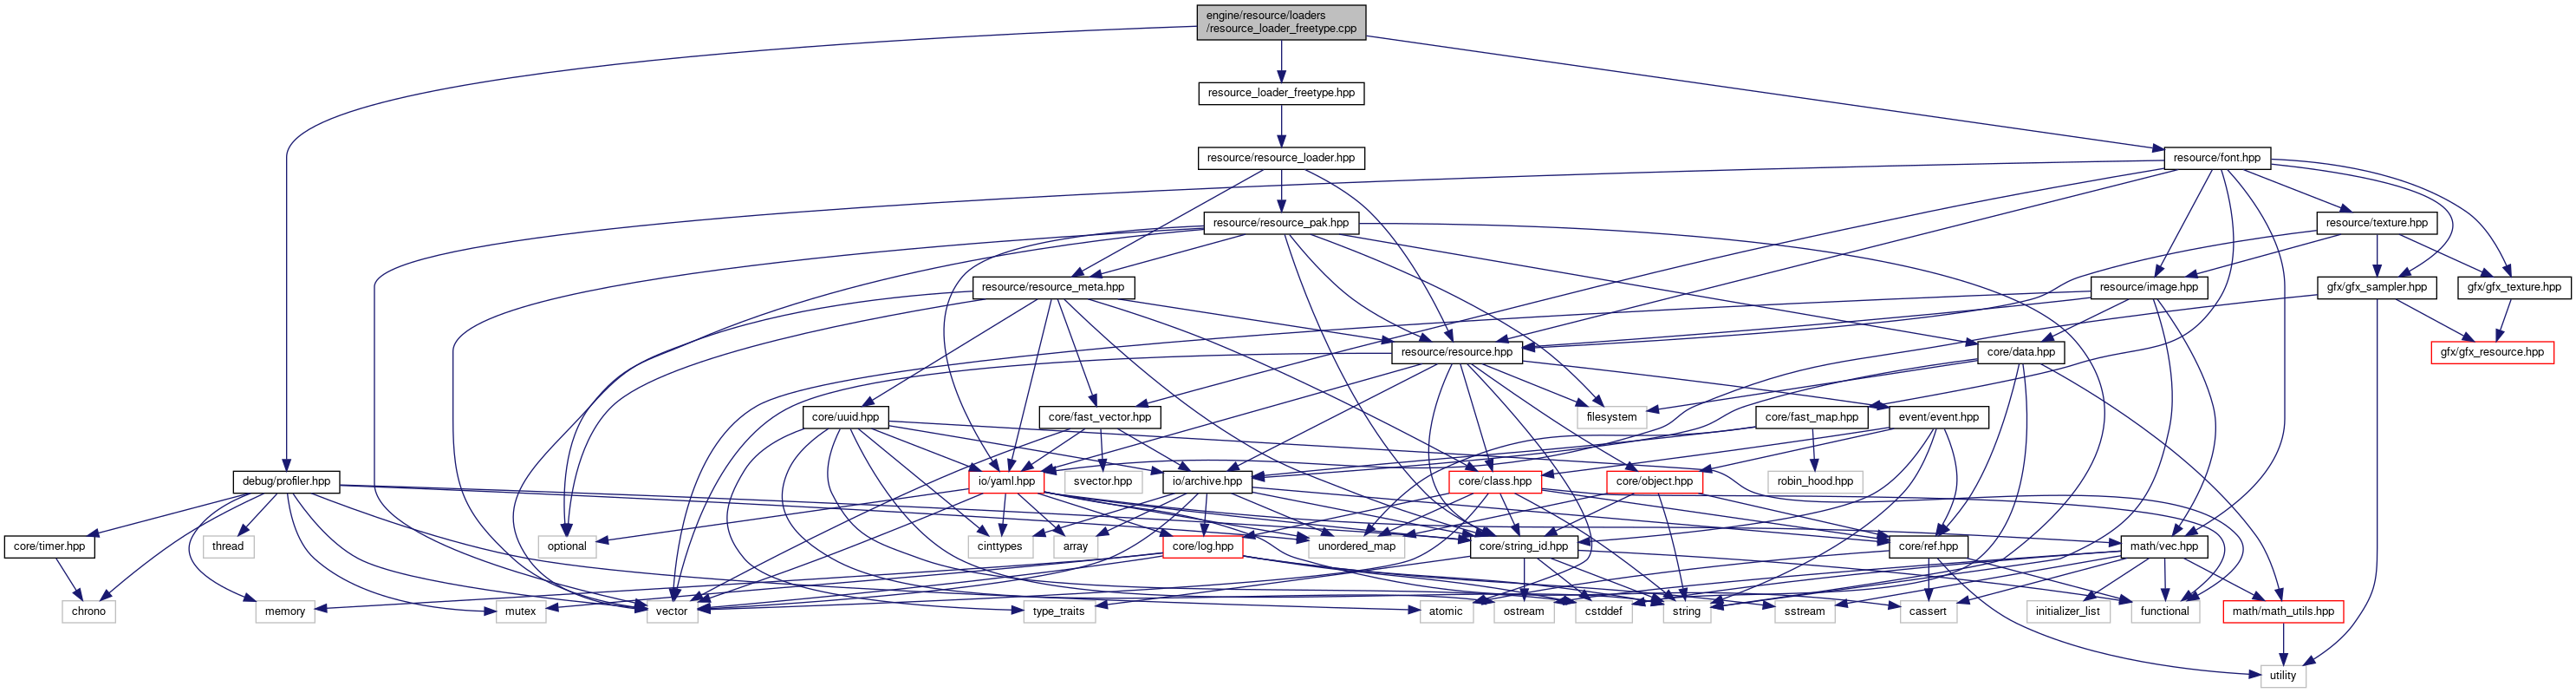 engine/resource/loaders
/resource_loader_freetype.cpp
resource_loader_freetype.hpp
resource/resource_loader.hpp
resource/font.hpp
resource/resource_pak.hpp
resource/texture.hpp
resource/resource_meta.hpp
resource/image.hpp
gfx/gfx_sampler.hpp
gfx/gfx_texture.hpp
resource/resource.hpp
core/data.hpp
gfx/gfx_resource.hpp
core/uuid.hpp
core/fast_vector.hpp
filesystem
core/fast_map.hpp
event/event.hpp
debug/profiler.hpp
io/yaml.hpp
svector.hpp
io/archive.hpp
core/class.hpp
core/object.hpp
robin_hood.hpp
core/timer.hpp
thread
optional
cinttypes
array
core/log.hpp
unordered_map
core/string_id.hpp
core/ref.hpp
math/vec.hpp
chrono
memory
mutex
vector
type_traits
atomic
ostream
cstddef
string
sstream
cassert
initializer_list
functional
math/math_utils.hpp
utility